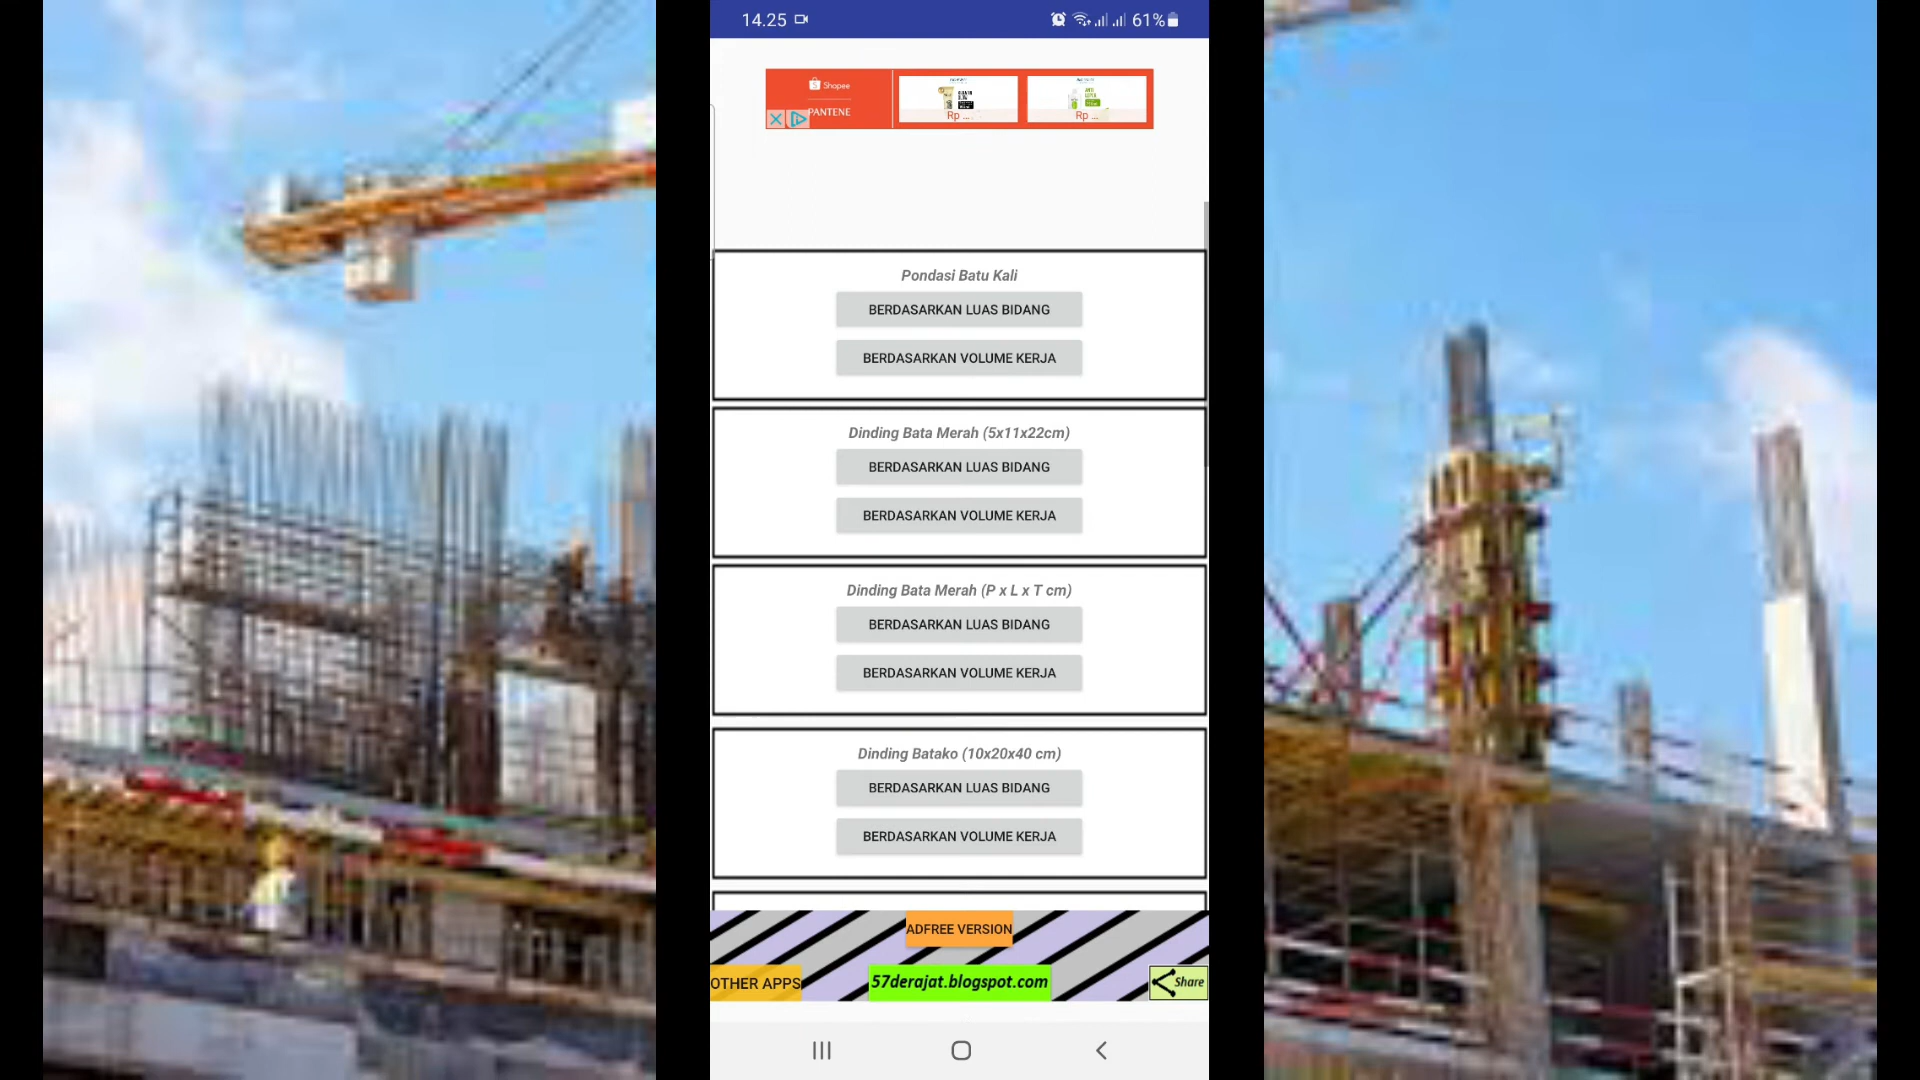 14.25
61%
Shopee
PANTENE
Rp ...
Rp ...
Pondasi Batu Kali
BERDASARKAN LUAS BIDANG
BERDASARKAN VOLUME KERJA
Dinding Bata Merah (5x11x22cm)
BERDASARKAN LUAS BIDANG
BERDASARKAN VOLUME KERJA
Dinding Bata Merah (P x L x T cm)
BERDASARKAN LUAS BIDANG
BERDASARKAN VOLUME KERJA
Dinding Batako (10x20x40 cm)
BERDASARKAN LUAS BIDANG
BERDASARKAN VOLUME KERJA
ADFREE VERSION
OTHER APPS
57derajat.blogspot.com
Share